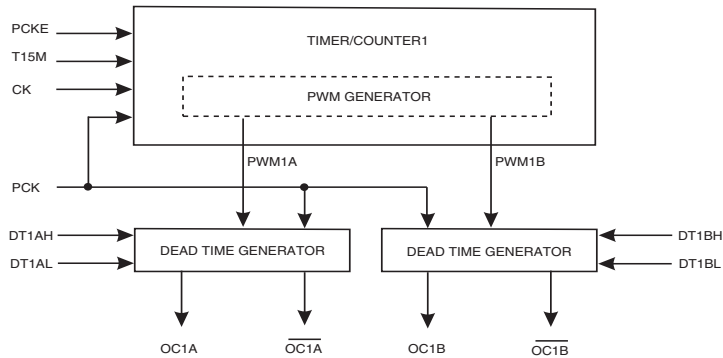 PCKE
TIMER/COUNTER1
T15M
CK
PWM GENERATOR
PWM1A
PWM1B
PCK
DT1AH
DT1BH
DEAD TIME GENERATOR
DEAD TIME GENERATOR
DT1AL
DT1BL
OC1A
OC1A
OC1B
OC1B